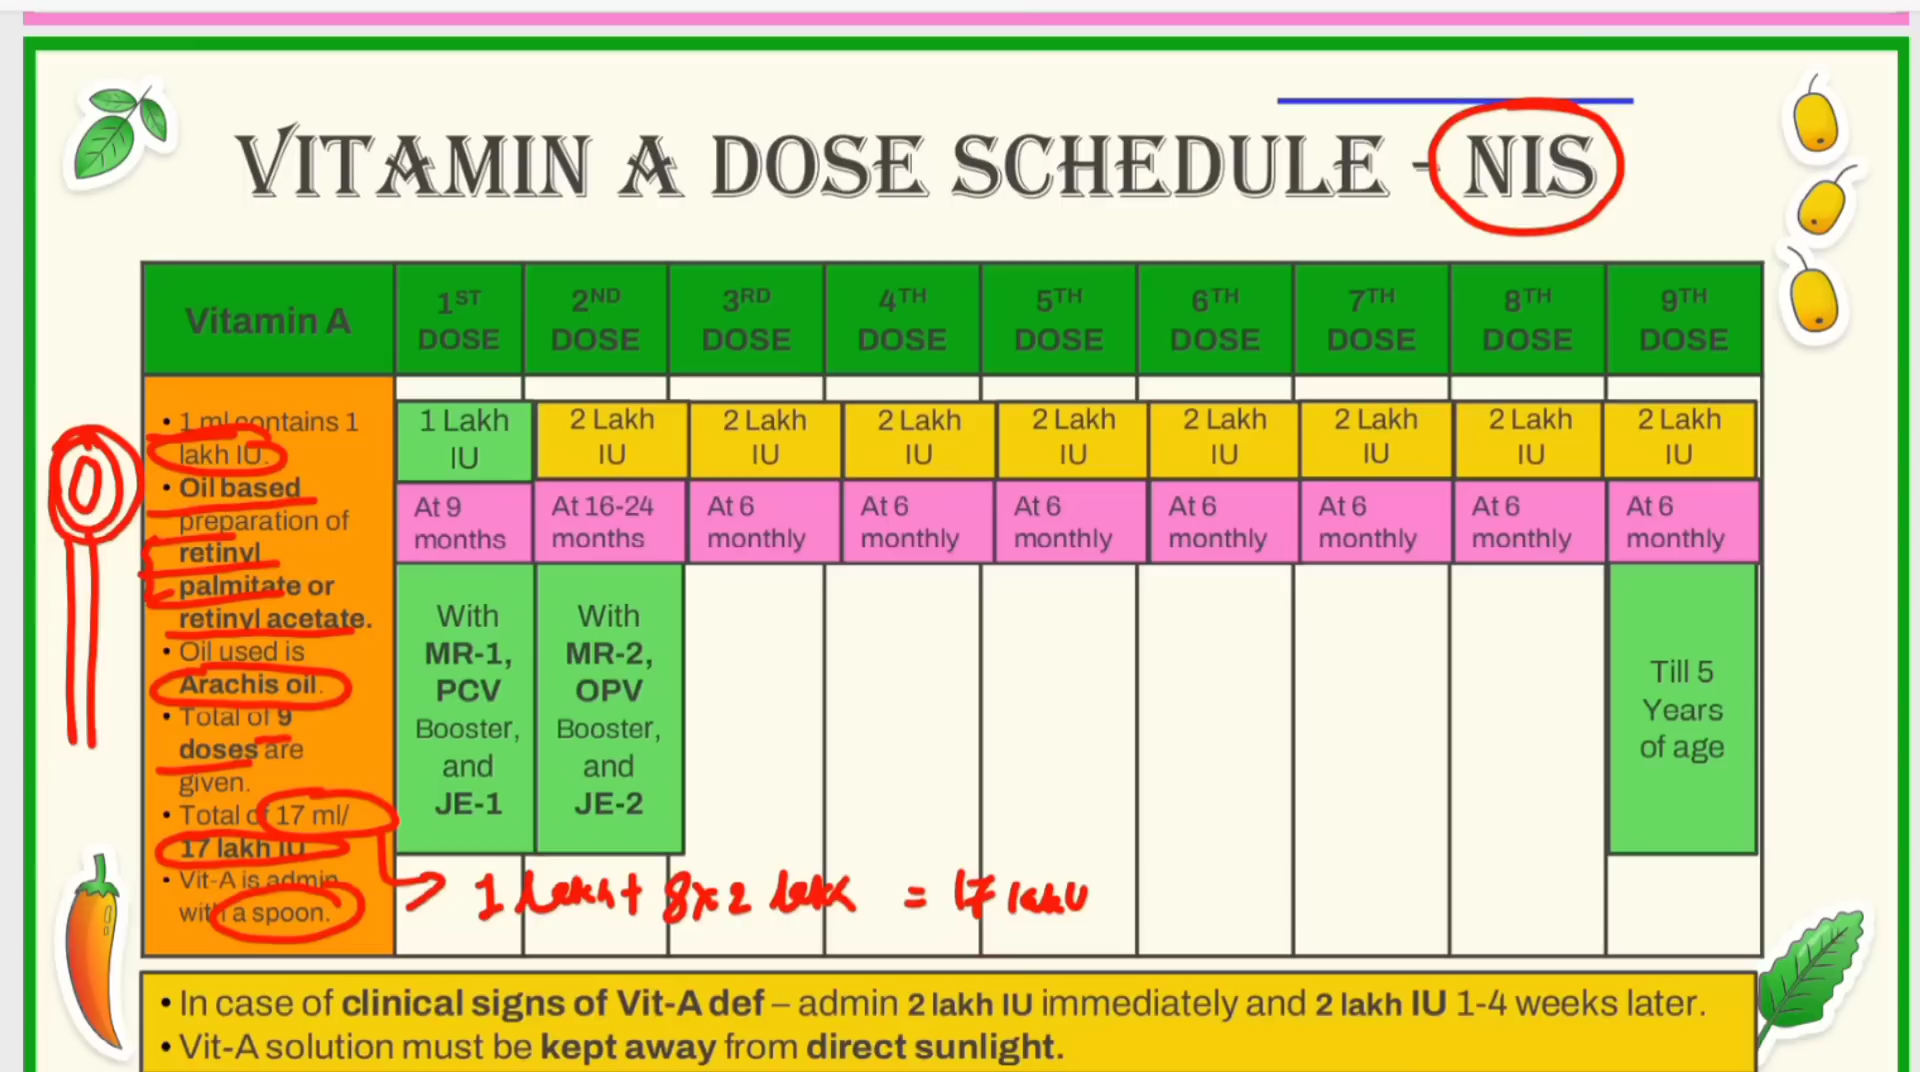 VITAMIN A DOSE SCHEDULE - NIS
Vitamin A
1ST DOSE
2ND DOSE
3RD DOSE
4TH DOSE
5TH DOSE
6TH DOSE
7TH DOSE
8TH DOSE
9TH DOSE
• 1 ml contains 1
lakh IU.
• Oil based
preparation of
retinyl
palmitate or
retinyl acetate.
• Oil used is
Arachis oil.
• Total of 9
doses are
given.
• Total of 17 ml/
17 lakh IU
• Vit-A is admin
with a spoon.
1 Lakh
IU
2 Lakh
IU
2 Lakh
IU
2 Lakh
IU
2 Lakh
IU
2 Lakh
IU
2 Lakh
IU
2 Lakh
IU
2 Lakh
IU
At 9
months
At 16-24
months
At 6
monthly
At 6
monthly
At 6
monthly
At 6
monthly
At 6
monthly
At 6
monthly
At 6
monthly
With
MR-1,
PCV
Booster,
and
JE-1
With
MR-2,
OPV
Booster,
and
JE-2
Till 5
Years
of age
1 lakh + 8x2 lakh = 17 lakh
• In case of clinical signs of Vit-A def – admin 2 lakh IU immediately and 2 lakh IU 1-4 weeks later.
• Vit-A solution must be kept away from direct sunlight.